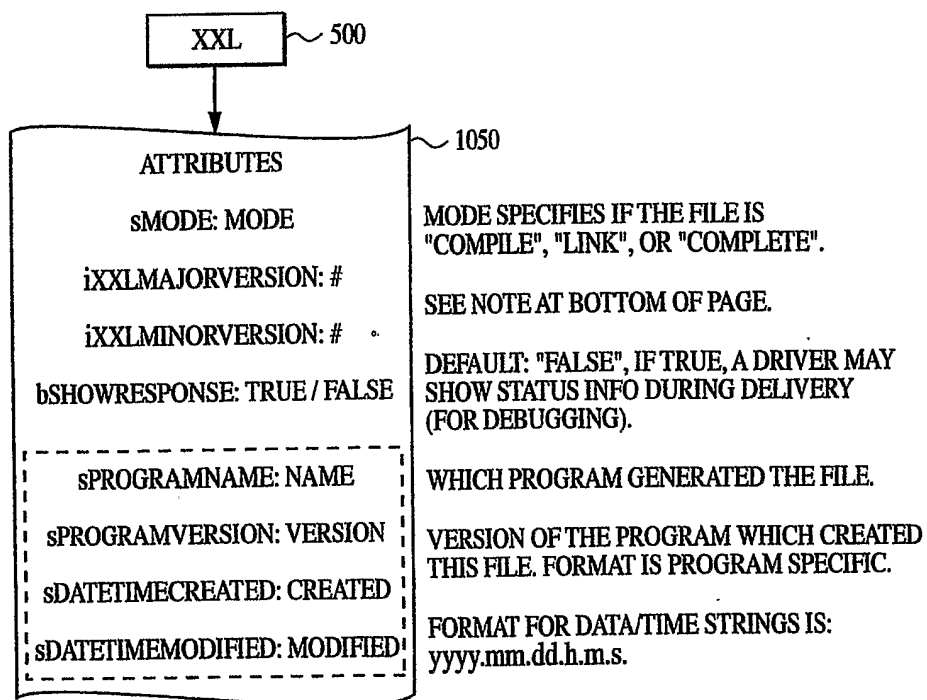 XXL
500
1050
ATTRIBUTES
sMODE: MODE
MODE SPECIFIES IF THE FILE IS
"COMPILE", "LINK", OR "COMPLETE".
iXXLMAJORVERSION: #
SEE NOTE AT BOTTOM OF PAGE.
iXXLMINORVERSION: #
bSHOWRESPONSE: TRUE / FALSE
DEFAULT: "FALSE", IF TRUE, A DRIVER MAY
SHOW STATUS INFO DURING DELIVERY
(FOR DEBUGGING).
sPROGRAMNAME: NAME
WHICH PROGRAM GENERATED THE FILE.
sPROGRAMVERSION: VERSION
VERSION OF THE PROGRAM WHICH CREATED
THIS FILE. FORMAT IS PROGRAM SPECIFIC.
sDATETIMECREATED: CREATED
sDATETIMEMODIFIED: MODIFIED
FORMAT FOR DATA/TIME STRINGS IS:
yyyy.mm.dd.h.m.s.